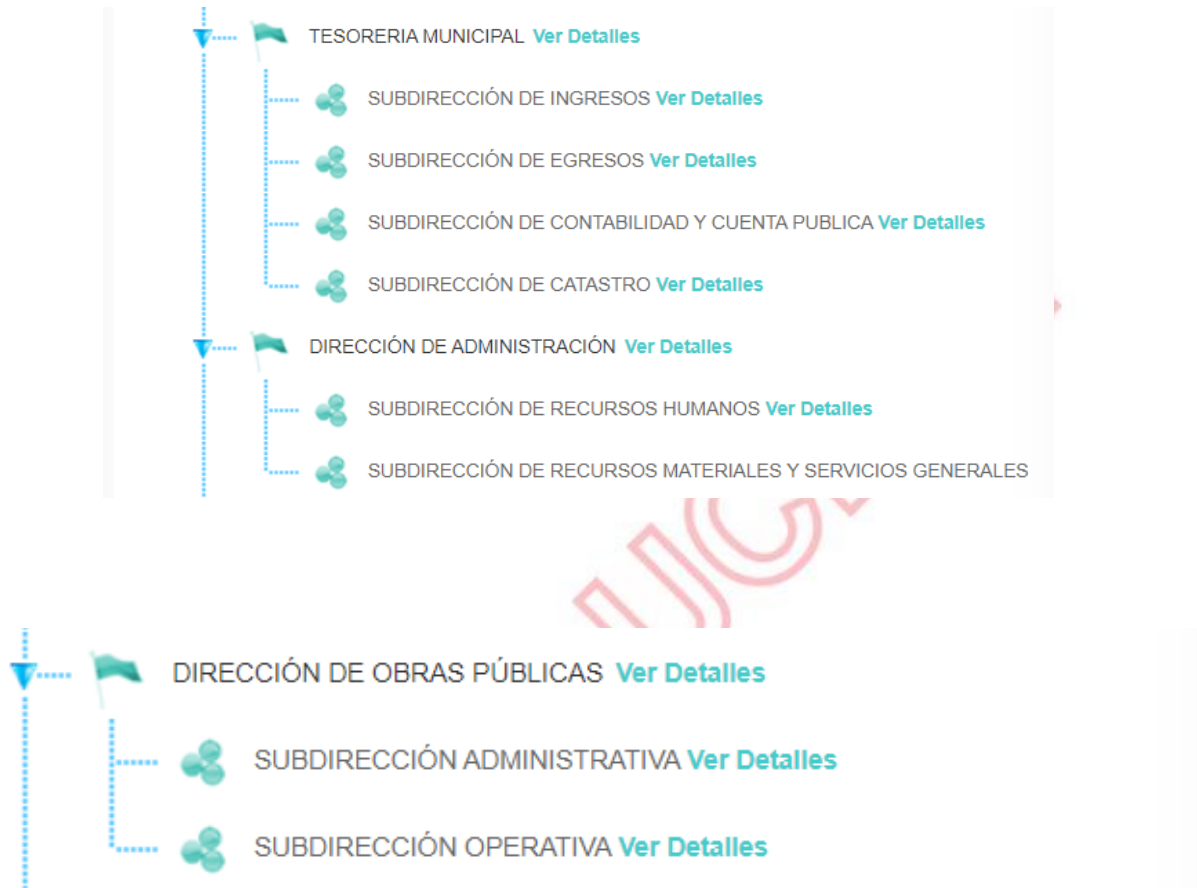 TESORERIA MUNICIPAL Ver Detalles
SUBDIRECCIÓN DE INGRESOS Ver Detalles
SUBDIRECCIÓN DE EGRESOS Ver Detalles
SUBDIRECCIÓN DE CONTABILIDAD Y CUENTA PUBLICA Ver Detalles
SUBDIRECCIÓN DE CATASTRO Ver Detalles
DIRECCIÓN DE ADMINISTRACIÓN Ver Detalles
SUBDIRECCIÓN DE RECURSOS HUMANOS Ver Detalles
SUBDIRECCIÓN DE RECURSOS MATERIALES Y SERVICIOS GENERALES
DIRECCIÓN DE OBRAS PÚBLICAS Ver Detalles
SUBDIRECCIÓN ADMINISTRATIVA Ver Detalles
SUBDIRECCIÓN OPERATIVA Ver Detalles